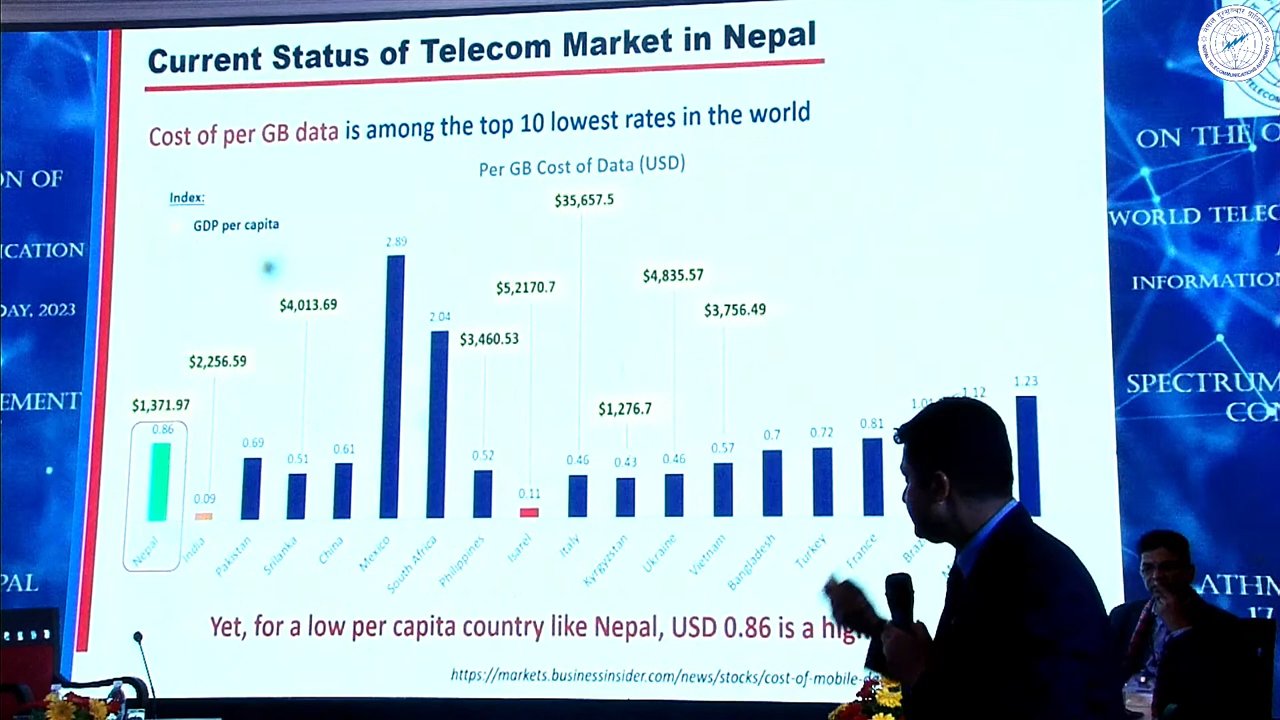 Current Status of Telecom Market in Nepal
Cost of per GB data is among the top 10 lowest rates in the world
Per GB Cost of Data (USD)
Index:
GDP per capita
$35,657.5
2.89
$5,2170.7
$4,835.57
$4,013.69
$3,756.49
2.04
$3,460.53
$2,256.59
1.12
1.23
$1,371.97
$1,276.7
0.86
0.09
0.69
0.51
0.61
0.52
0.11
0.46
0.43
0.46
0.57
0.7
0.72
0.81
Nepal
India
Pakistan
Srilanka
China
Mexico
South Africa
Philippines
Isarel
Italy
Kyrgyzstan
Ukraine
Vietnam
Bangladesh
Turkey
France
Yet, for a low per capita country like Nepal, USD 0.86 is a
https://markets.businessinsider.com/news/stocks/cost-of-mobile-
ON OF
ICATION
DAY, 2023
EMENT
PAL
ON THE O
WORLD TELEC
INFORMATIO
SPECTRUM
CO
ATHM
17